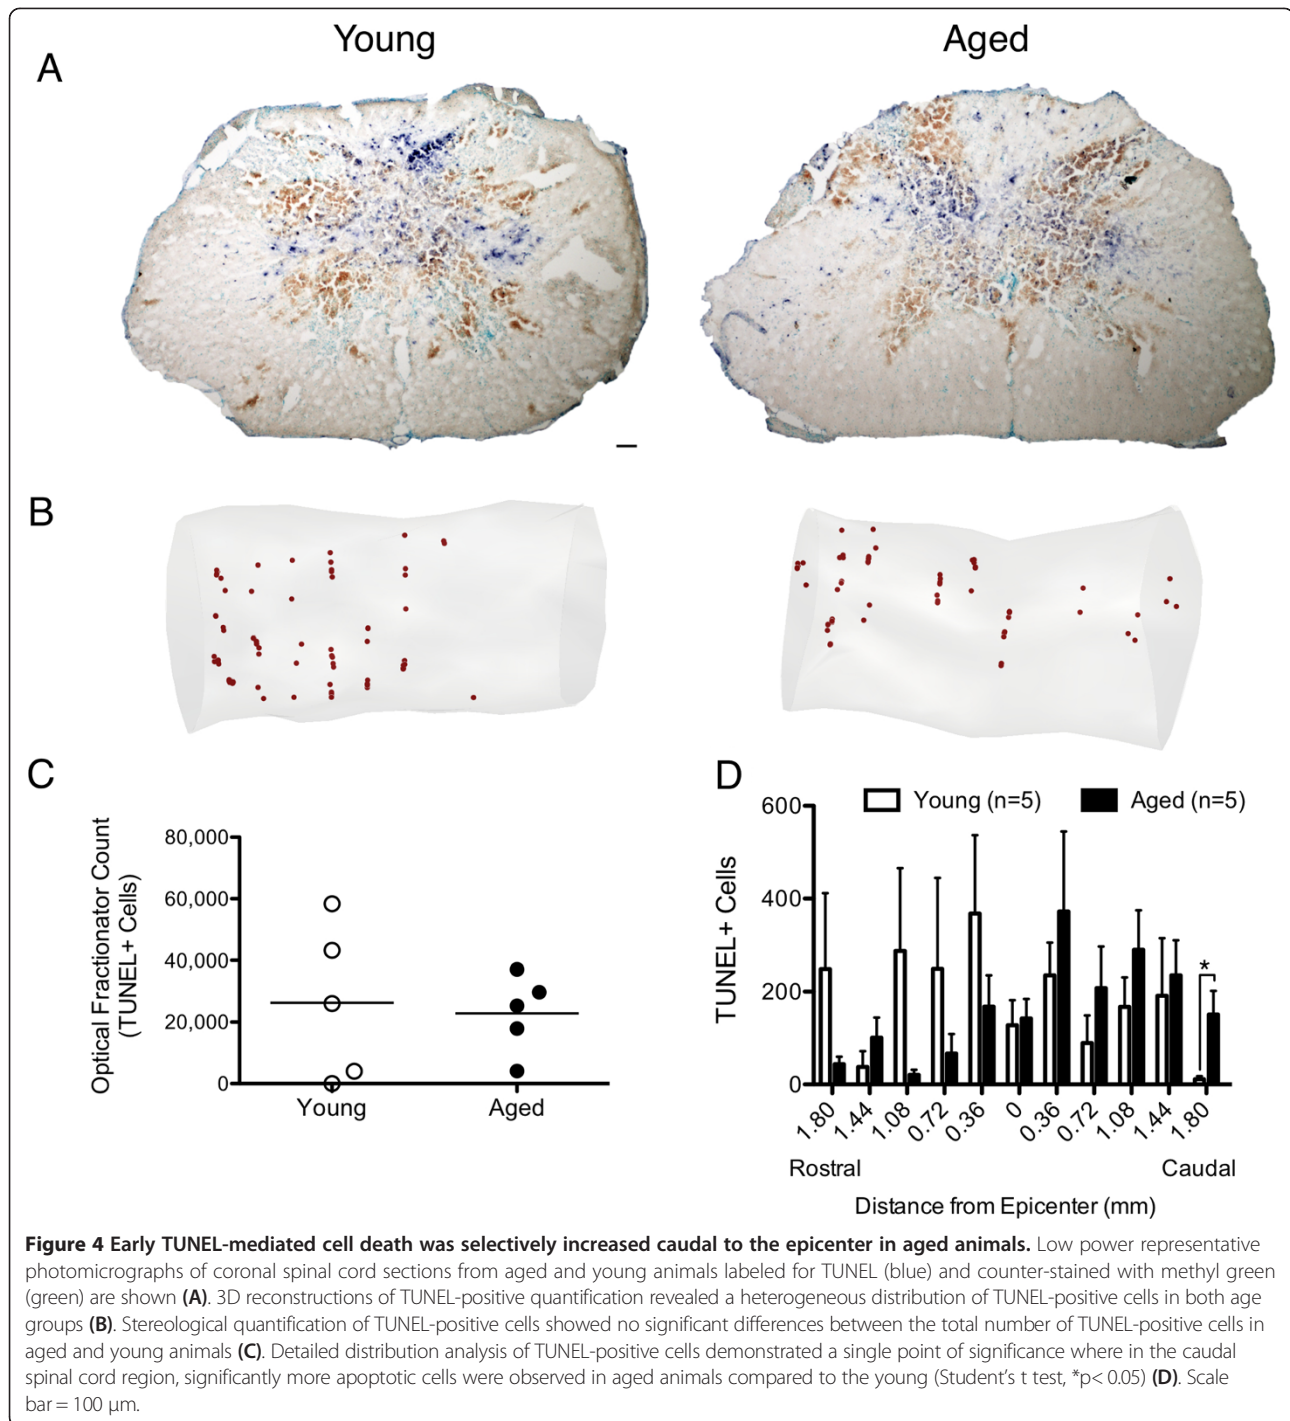 Young Aged
A
B
C
D
Optical Fractionator Count
(TUNEL+ Cells)
80,000
60,000
40,000
20,000
0
Young Aged
Young (n=5) Aged (n=5)
TUNEL+ Cells
600
400
200
0
*
1.80 1.44 1.08 0.72 0.36 0 0.36 0.72 1.08 1.44 1.80
Rostral Caudal
Distance from Epicenter (mm)
Figure 4 Early TUNEL-mediated cell death was selectively increased caudal to the epicenter in aged animals. Low power representative
photomicrographs of coronal spinal cord sections from aged and young animals labeled for TUNEL (blue) and counter-stained with methyl green
(green) are shown (A). 3D reconstructions of TUNEL-positive quantification revealed a heterogeneous distribution of TUNEL-positive cells in both age
groups (B). Stereological quantification of TUNEL-positive cells showed no significant differences between the total number of TUNEL-positive cells in
aged and young animals (C). Detailed distribution analysis of TUNEL-positive cells demonstrated a single point of significance where in the caudal
spinal cord region, significantly more apoptotic cells were observed in aged animals compared to the young (Student's t test, *p< 0.05) (D). Scale
bar = 100 μm.